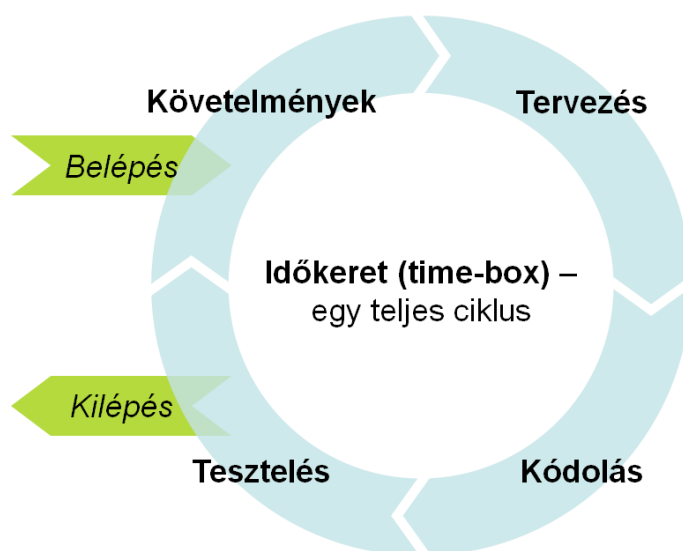 Követelmények
Tervezés
Belépés
Időkeret (time-box) –
egy teljes ciklus
Kilépés
Tesztelés
Kódolás